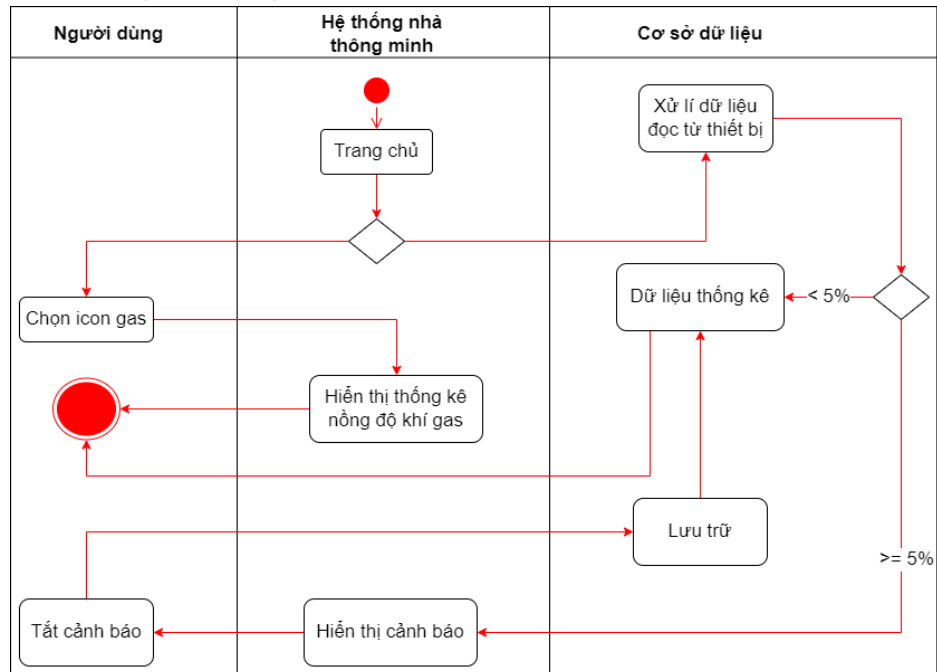 Người dùng
Hệ thống nhà
thông minh
Cơ sở dữ liệu
Xử lí dữ liệu
đọc từ thiết bị
Trang chủ
Dữ liệu thống kê
< 5%
Chọn icon gas
Hiển thị thống kê
nồng độ khí gas
Lưu trữ
>= 5%
Tắt cảnh báo
Hiển thị cảnh báo